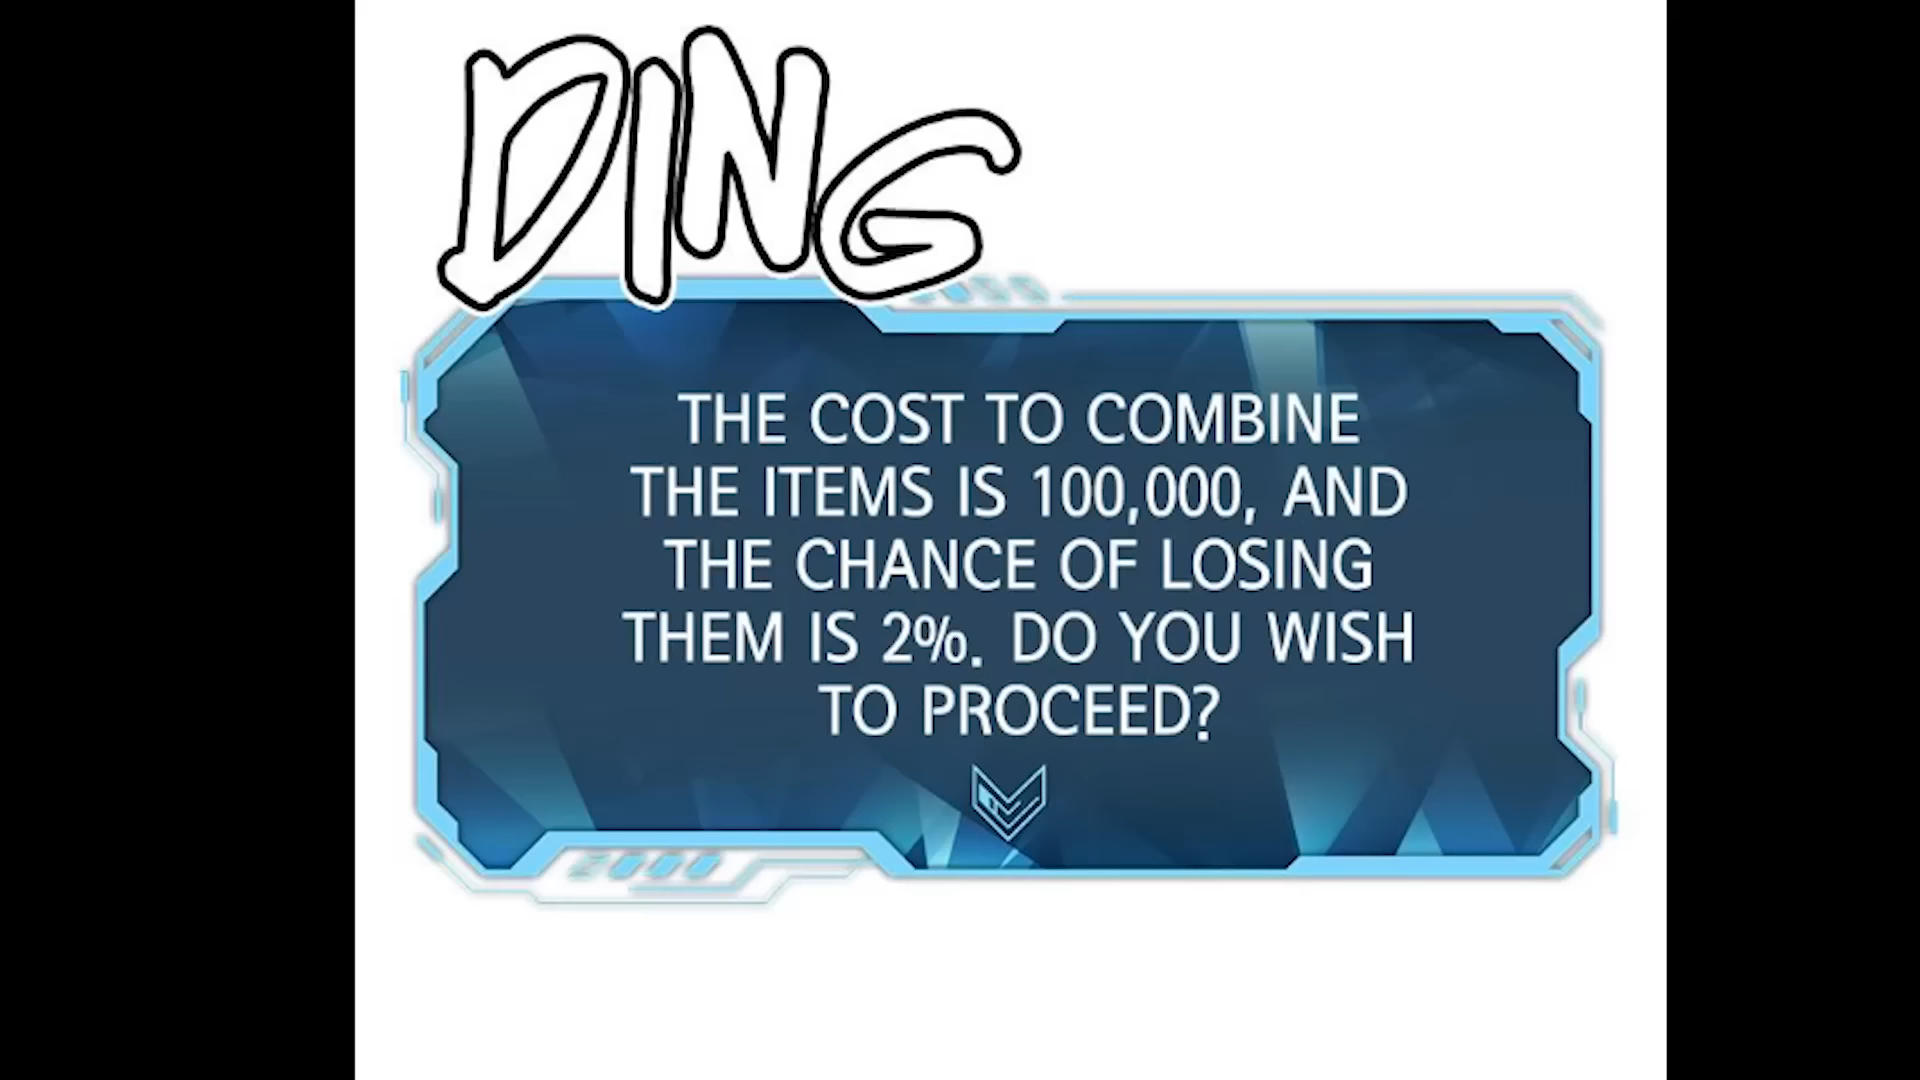 DING
THE COST TO COMBINE
THE ITEMS IS 100,000, AND
THE CHANCE OF LOSING
THEM IS 2%. DO YOU WISH
TO PROCEED?